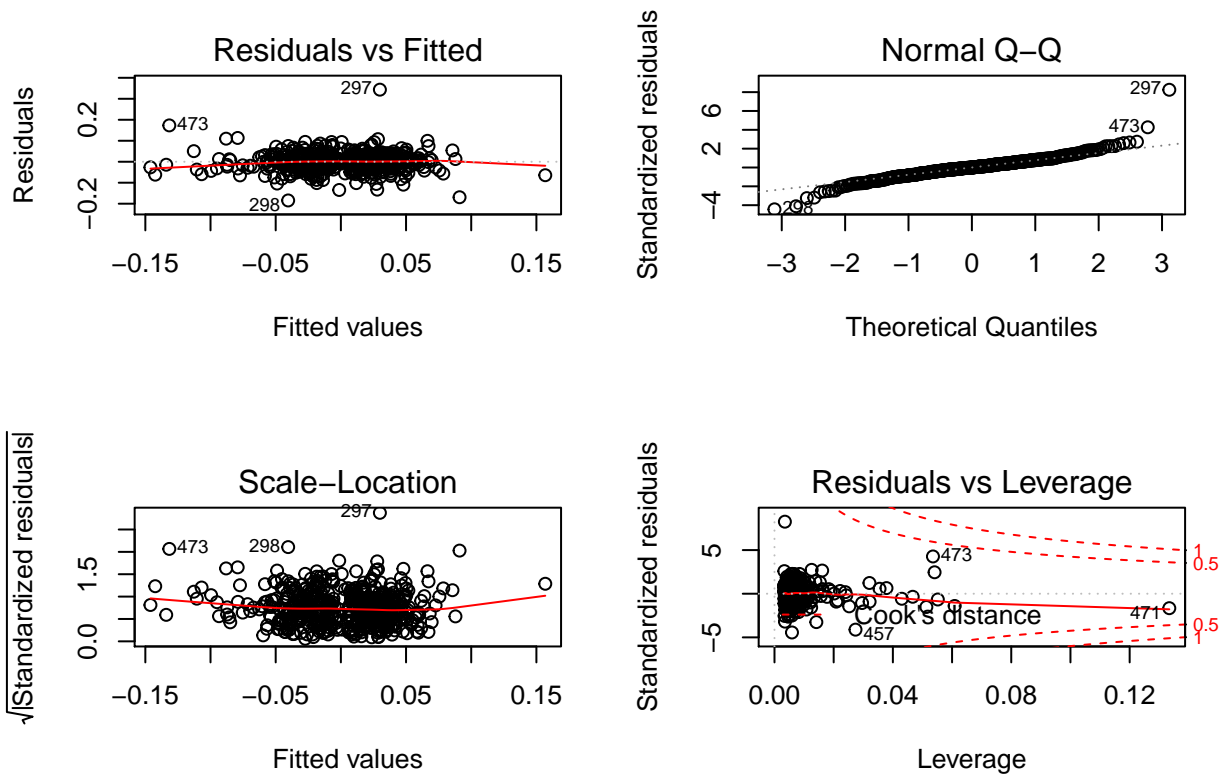 Residuals vs Fitted
Residuals
0.2
−0.2
297
473
298
−0.15 −0.05 0.05 0.15
Fitted values
Normal Q−Q
Standardized residuals
6
2
−4
297
473
−3 −2 −1 0 1 2 3
Theoretical Quantiles
Scale−Location
√|Standardized residuals|
1.5
0.0
297
473
298
−0.15 −0.05 0.05 0.15
Fitted values
Residuals vs Leverage
Standardized residuals
5
−5
473
471
457
Cook's distance
1
0.5
0.5
1
0.00 0.04 0.08 0.12
Leverage